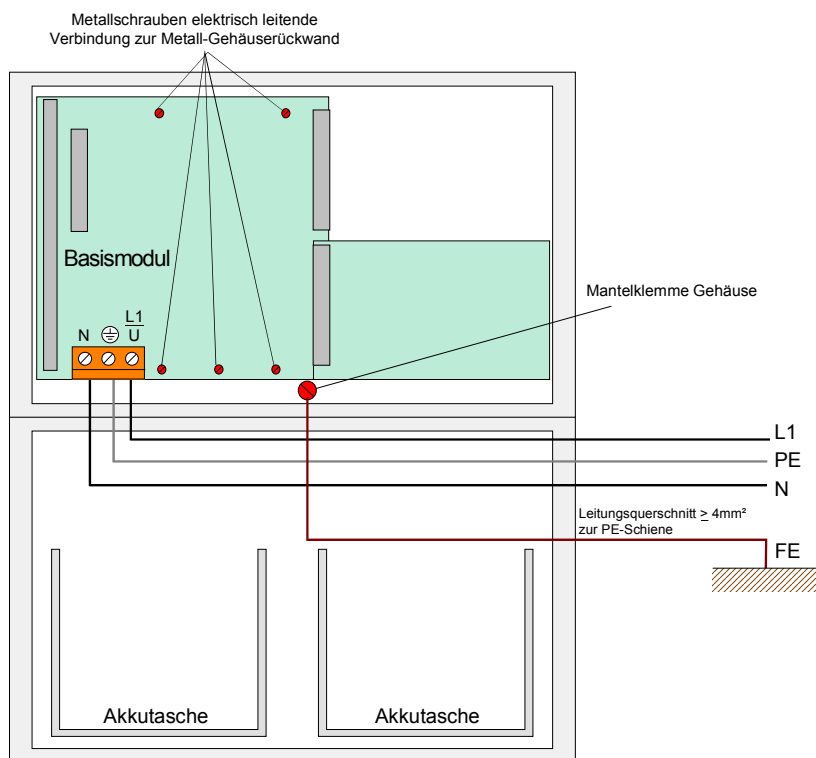 Metallschrauben elektrisch leitende
Verbindung zur Metall-Gehäuserückwand
Basismodul
Mantelklemme Gehäuse
L1
N U
L1
PE
N
Leitungsquerschnitt ≥ 4mm²
zur PE-Schiene
FE
Akkutasche Akkutasche